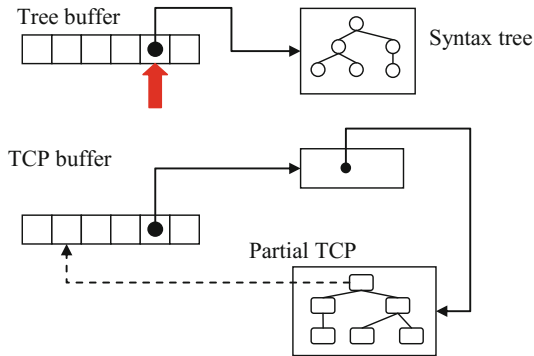 Tree buffer
Syntax tree
TCP buffer
Partial TCP